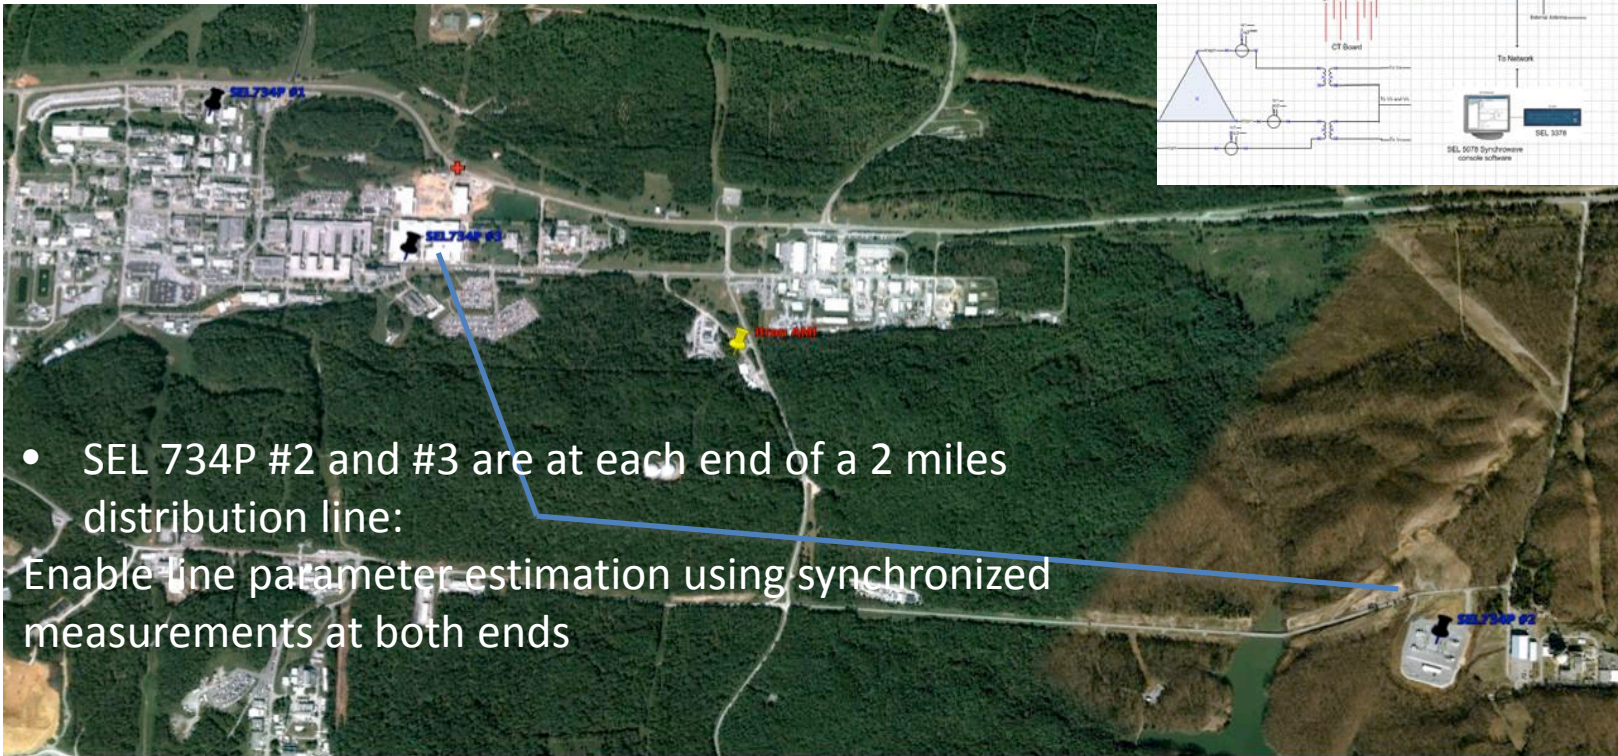 External Antenna
CT Board
To Network
SEL 3378
SEL 5078 Synchrowave
console software
SEL734P #1
SEL734P #3
SEL734P #2
• SEL 734P #2 and #3 are at each end of a 2 miles
distribution line:
Enable line parameter estimation using synchronized
measurements at both ends